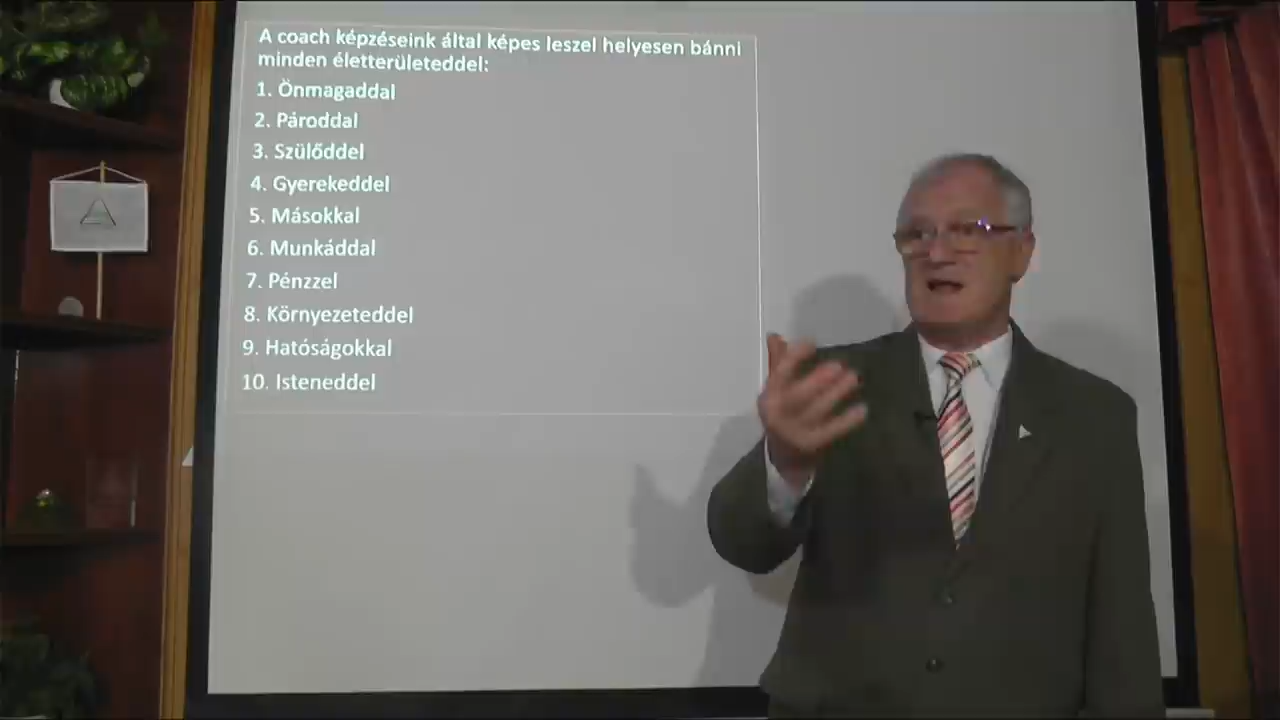 A coach képzéseink által képes leszel helyesen bánni
minden életterületeddel:
1. Önmagaddal
2. Pároddal
3. Szülőddel
4. Gyerekeddel
5. Másokkal
6. Munkáddal
7. Pénzzel
8. Környezeteddel
9. Hatóságokkal
10. Isteneddel